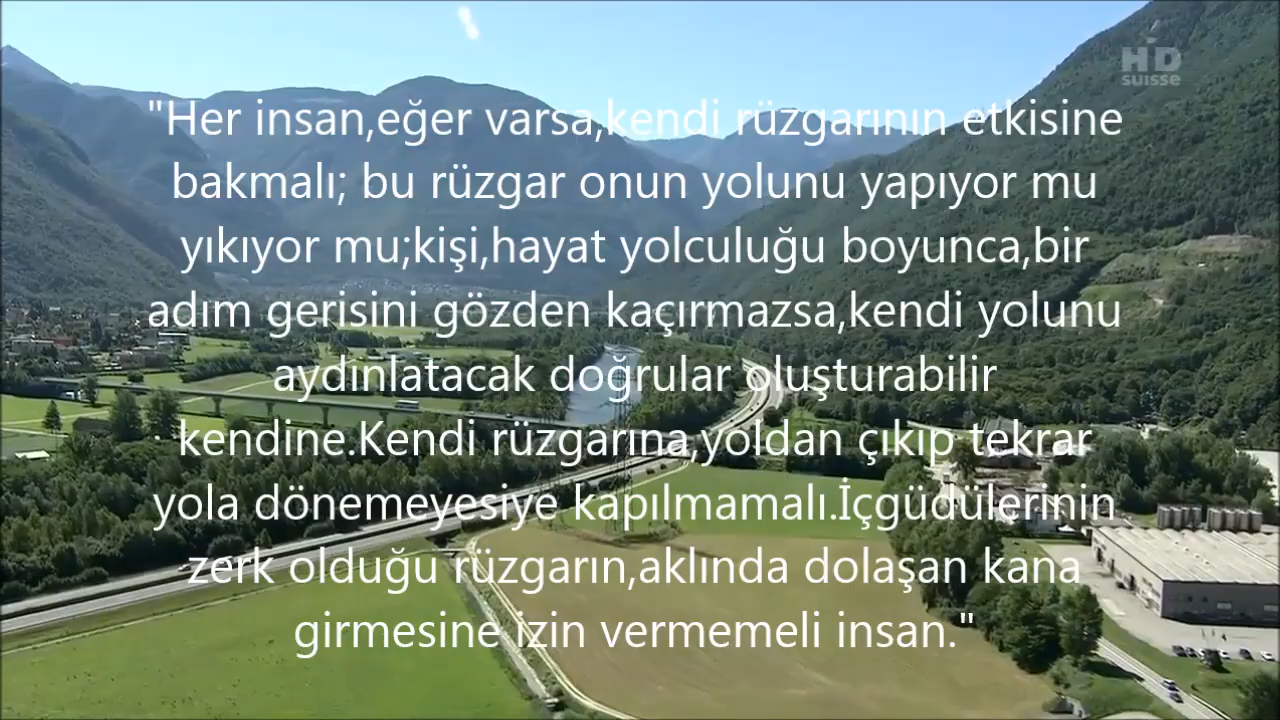 HD
suisse
"Her insan,eğer varsa,kendi rüzgarının etkisine
bakmalı; bu rüzgar onun yolunu yapıyor mu
yıkıyor mu;kişi,hayat yolculuğu boyunca,bir
adım gerisini gözden kaçırmazsa,kendi yolunu
aydınlatacak doğrular oluşturabilir
kendine.Kendi rüzgarına,yoldan çıkıp tekrar
yola dönemeyesiye kapılmamalı.İçgüdülerinin
zerk olduğu rüzgarın,aklında dolaşan kana
girmesine izin vermemeli insan."